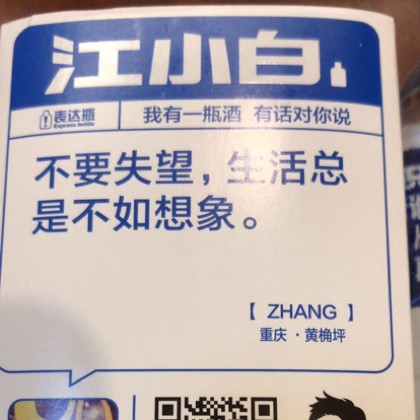 江小白
表达瓶
Express bottle
我有一瓶酒 有话对你说
不要失望，生活总
是不如想象。
【 ZHANG 】
重庆 · 黄桷坪